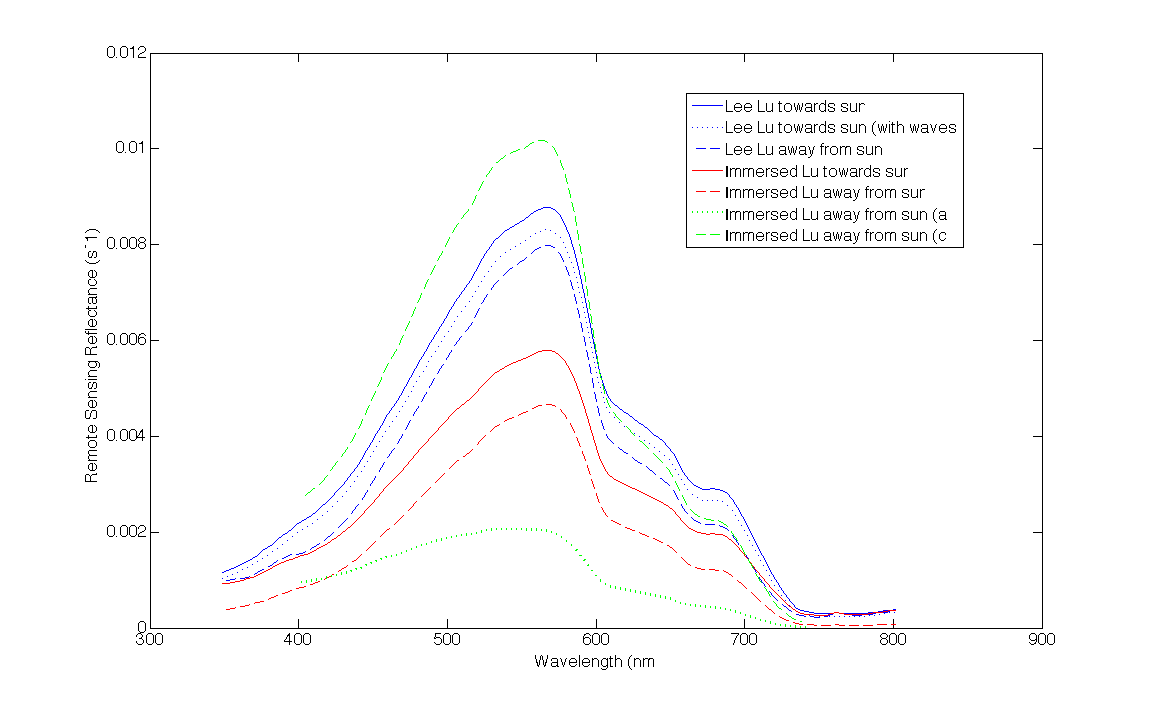 0.012
0.01
0.008
0.006
0.004
0.002
0
300
400
500
600
700
800
900
Remote Sensing Reflectance (s⁻1)
Wavelength (nm
Lee Lu towards sur
Lee Lu towards sun (with waves
Lee Lu away from sun
Immersed Lu towards sur
Immersed Lu away from sur
Immersed Lu away from sun (a
Immersed Lu away from sun (c